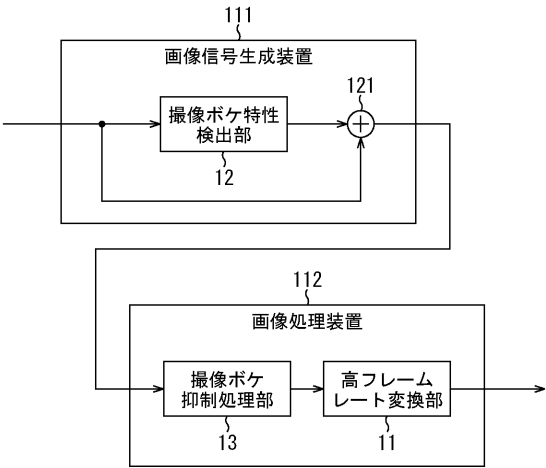 111
画像信号生成装置
121
撮像ボケ特性
検出部
12
112
画像処理装置
撮像ボケ
抑制処理部
高フレーム
レート変換部
13
11